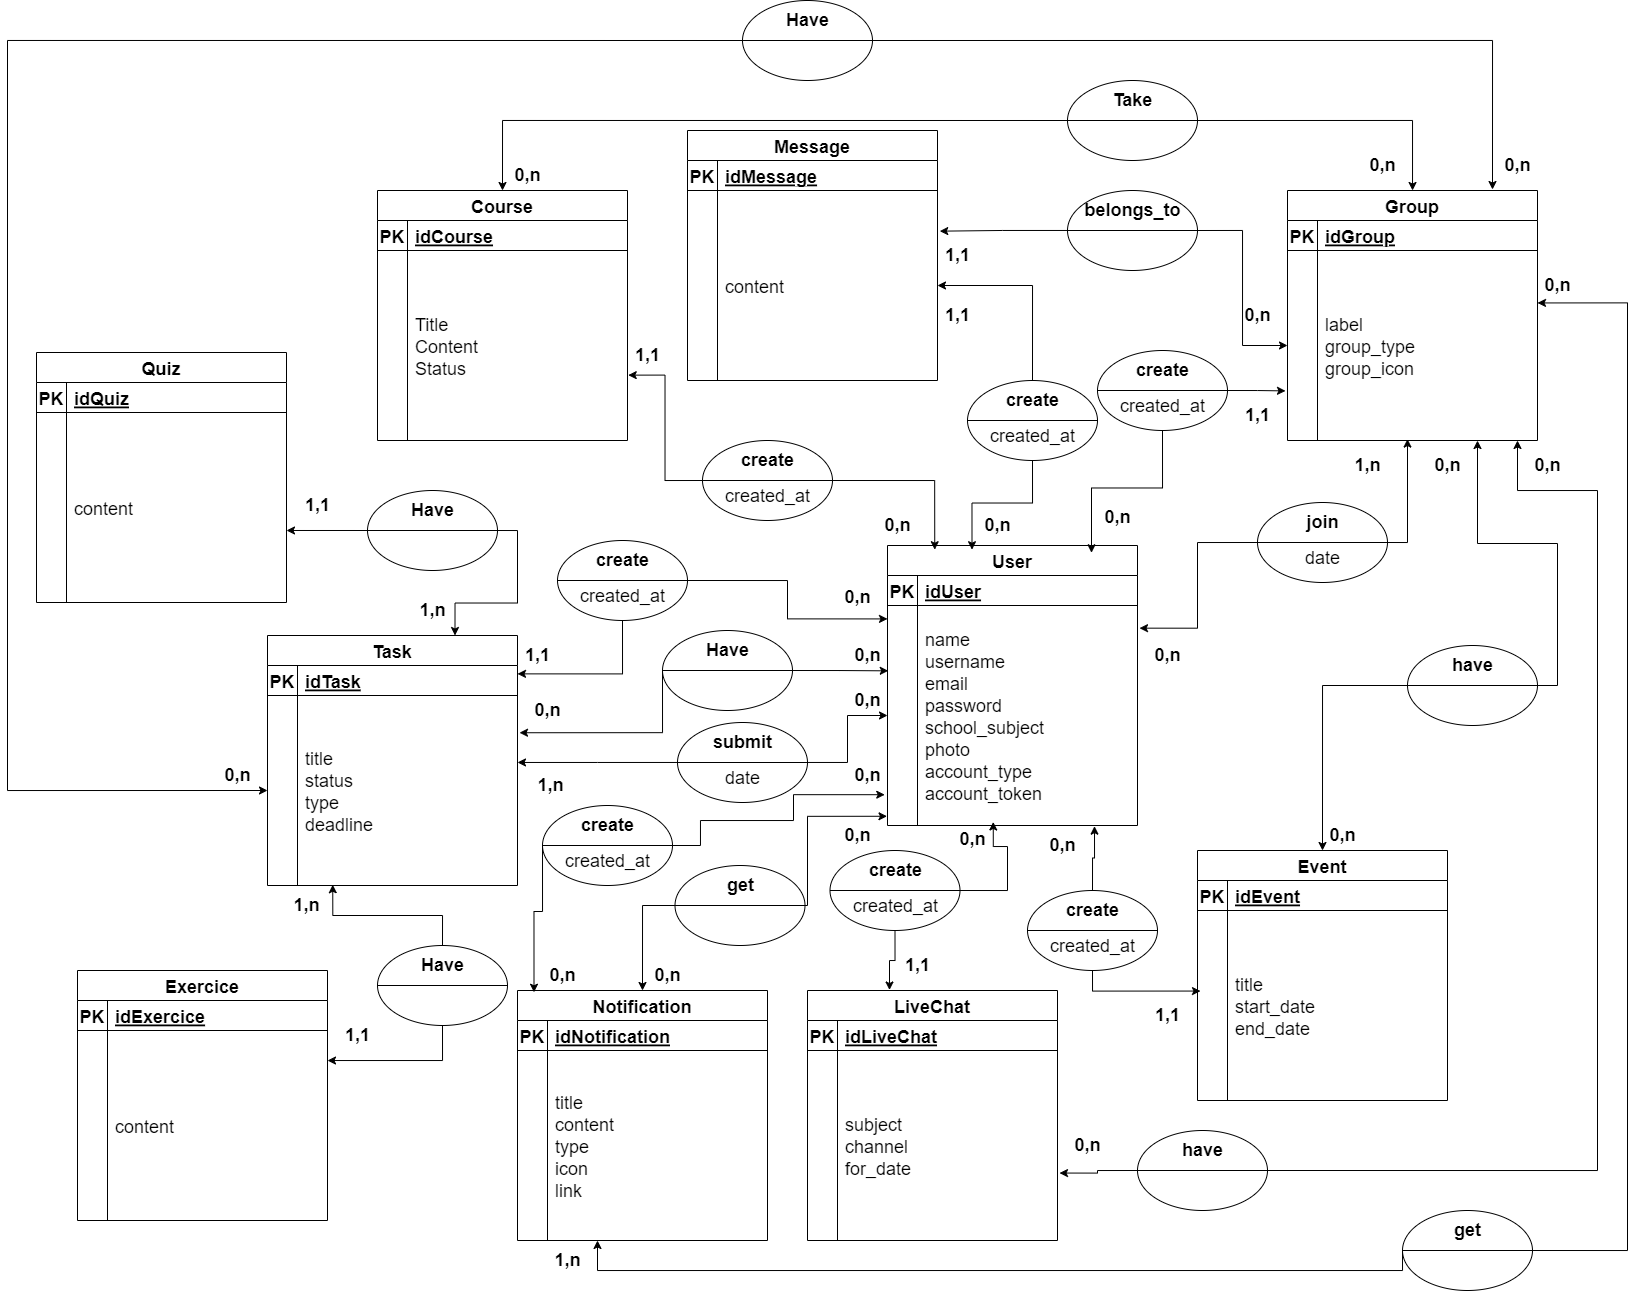 Have
Take
0,n
0,n
0,n
Message
PK idMessage
content
Course
PK idCourse
Title
Content
Status
belongs_to
1,1
0,n
1,1
Group
PK idGroup
label
group_type
group_icon
0,n
1,1
create
created_at
create
created_at
1,1
Quiz
PK idQuiz
content
1,1
Have
1,n
create
created_at
0,n
0,n
0,n
1,n
0,n
0,n
join
date
0,n
create
created_at
1,1
0,n
User
PK idUser
name
username
email
password
school_subject
photo
account_type
account_token
Task
PK idTask
title
status
type
deadline
Have
0,n
0,n
submit
date
0,n
1,n
0,n
have
0,n
create
created_at
0,n
0,n
get
0,n
0,n
create
created_at
0,n
1,1
create
created_at
0,n
1,1
Event
PK idEvent
title
start_date
end_date
1,n
Have
1,1
Exercice
PK idExercice
content
Notification
PK idNotification
title
content
type
icon
link
LiveChat
PK idLiveChat
subject
channel
for_date
0,n
have
1,n
get